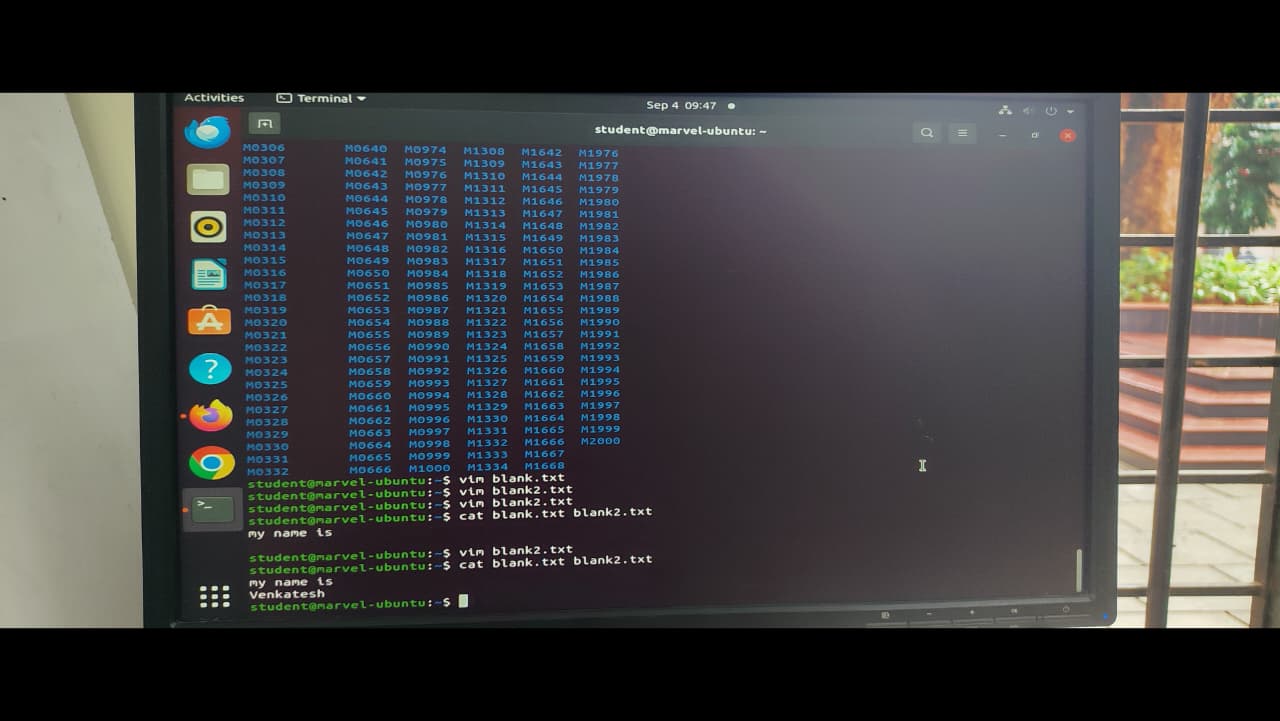 Activities Terminal
Sep 4 09:47
student@marvel-ubuntu: ~
M0306 M0640 M0974 M1308 M1642 M1976
M0307 M0641 M0975 M1309 M1643 M1977
M0308 M0642 M0976 M1310 M1644 M1978
M0309 M0643 M0977 M1311 M1645 M1979
M0310 M0644 M0978 M1312 M1646 M1980
M0311 M0645 M0979 M1313 M1647 M1981
M0312 M0646 M0980 M1314 M1648 M1982
M0313 M0647 M0981 M1315 M1649 M1983
M0314 M0648 M0982 M1316 M1650 M1984
M0315 M0649 M0983 M1317 M1651 M1985
M0316 M0650 M0984 M1318 M1652 M1986
M0317 M0651 M0985 M1319 M1653 M1987
M0318 M0652 M0986 M1320 M1654 M1988
M0319 M0653 M0987 M1321 M1655 M1989
M0320 M0654 M0988 M1322 M1656 M1990
M0321 M0655 M0989 M1323 M1657 M1991
M0322 M0656 M0990 M1324 M1658 M1992
M0323 M0657 M0991 M1325 M1659 M1993
M0324 M0658 M0992 M1326 M1660 M1994
M0325 M0659 M0993 M1327 M1661 M1995
M0326 M0660 M0994 M1328 M1662 M1996
M0327 M0661 M0995 M1329 M1663 M1997
M0328 M0662 M0996 M1330 M1664 M1998
M0329 M0663 M0997 M1331 M1665 M1999
M0330 M0664 M0998 M1332 M1666 M2000
M0331 M0665 M0999 M1333 M1667
M0332 M0666 M1000 M1334 M1668
student@marvel-ubuntu:~$ vim blank.txt
student@marvel-ubuntu:~$ vim blank2.txt
student@marvel-ubuntu:~$ vim blank2.txt
student@marvel-ubuntu:~$ cat blank.txt blank2.txt
my name is
student@marvel-ubuntu:~$ vim blank2.txt
student@marvel-ubuntu:~$ cat blank.txt blank2.txt
my name is
Venkatesh
student@marvel-ubuntu:~$